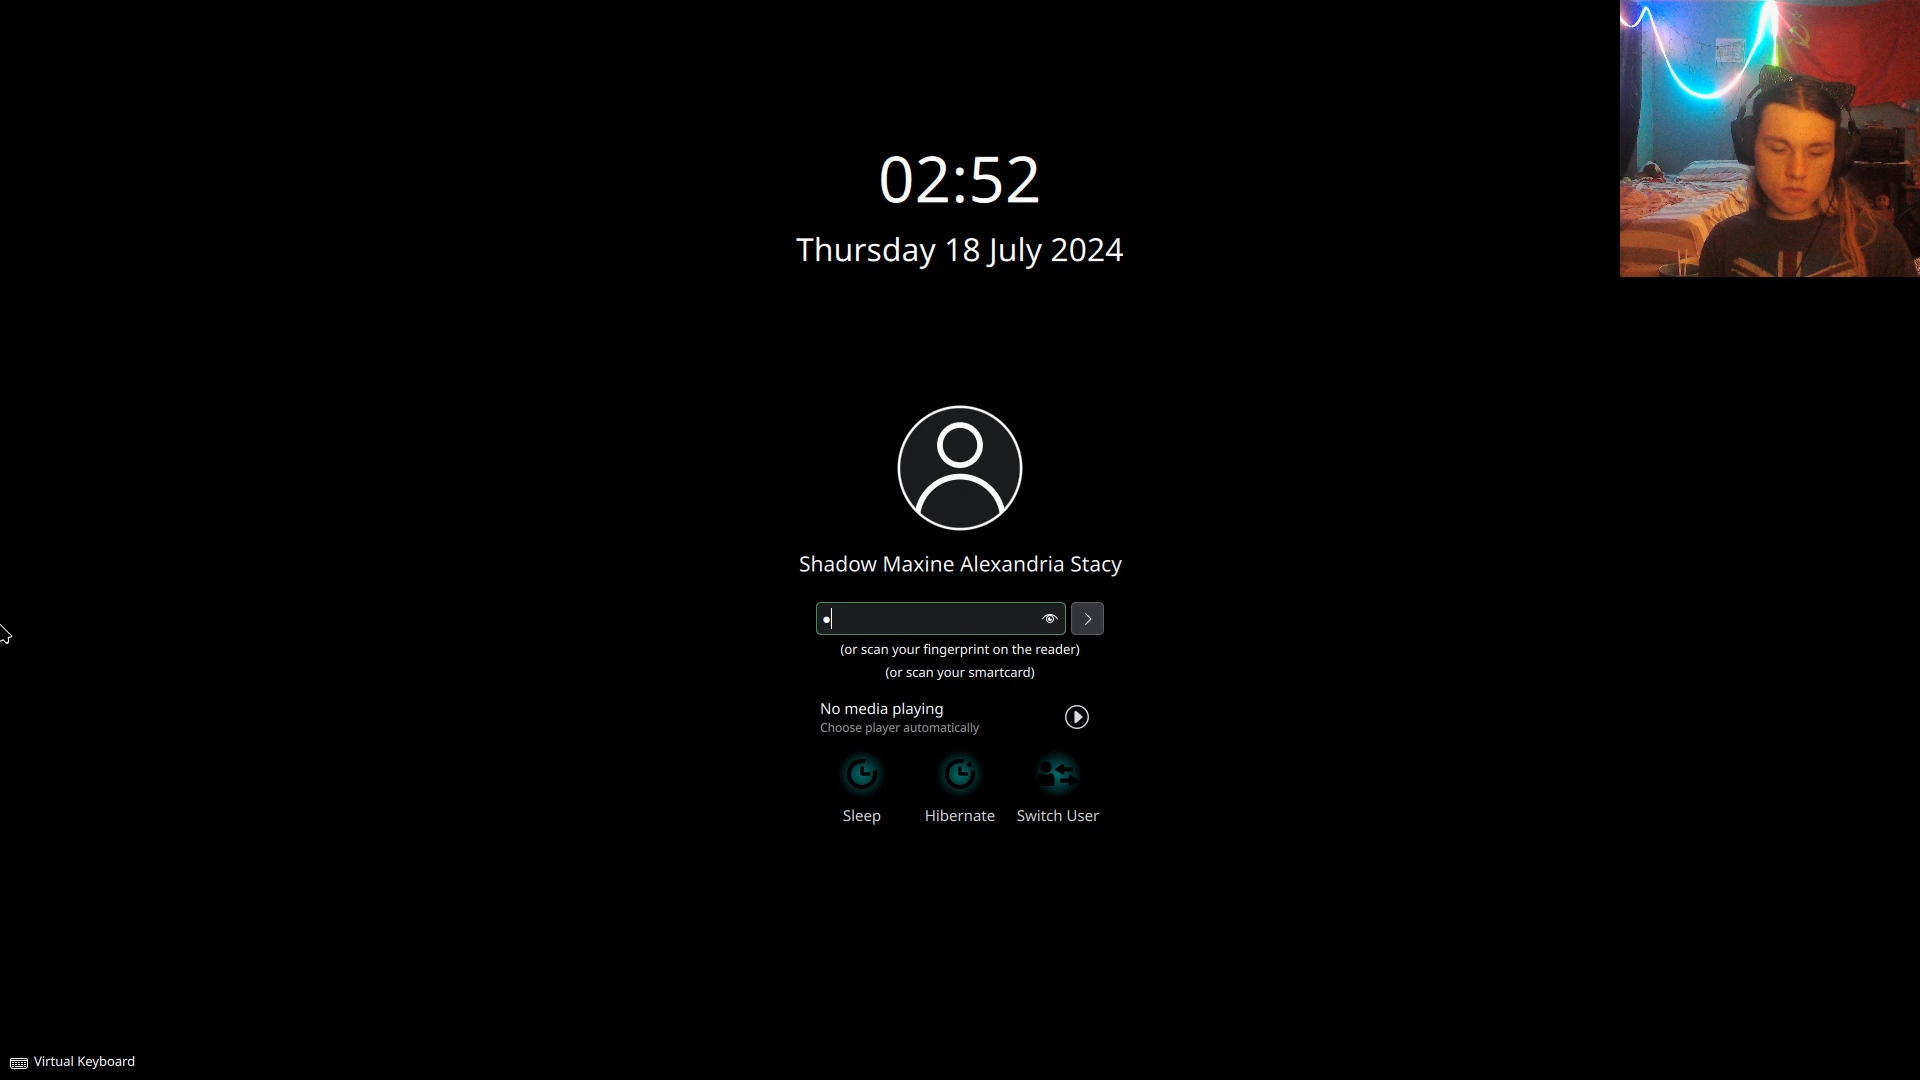 02:52
Thursday 18 July 2024
Shadow Maxine Alexandria Stacy
(or scan your fingerprint on the reader)
(or scan your smartcard)
No media playing
Choose player automatically
Sleep Hibernate Switch User
Virtual Keyboard